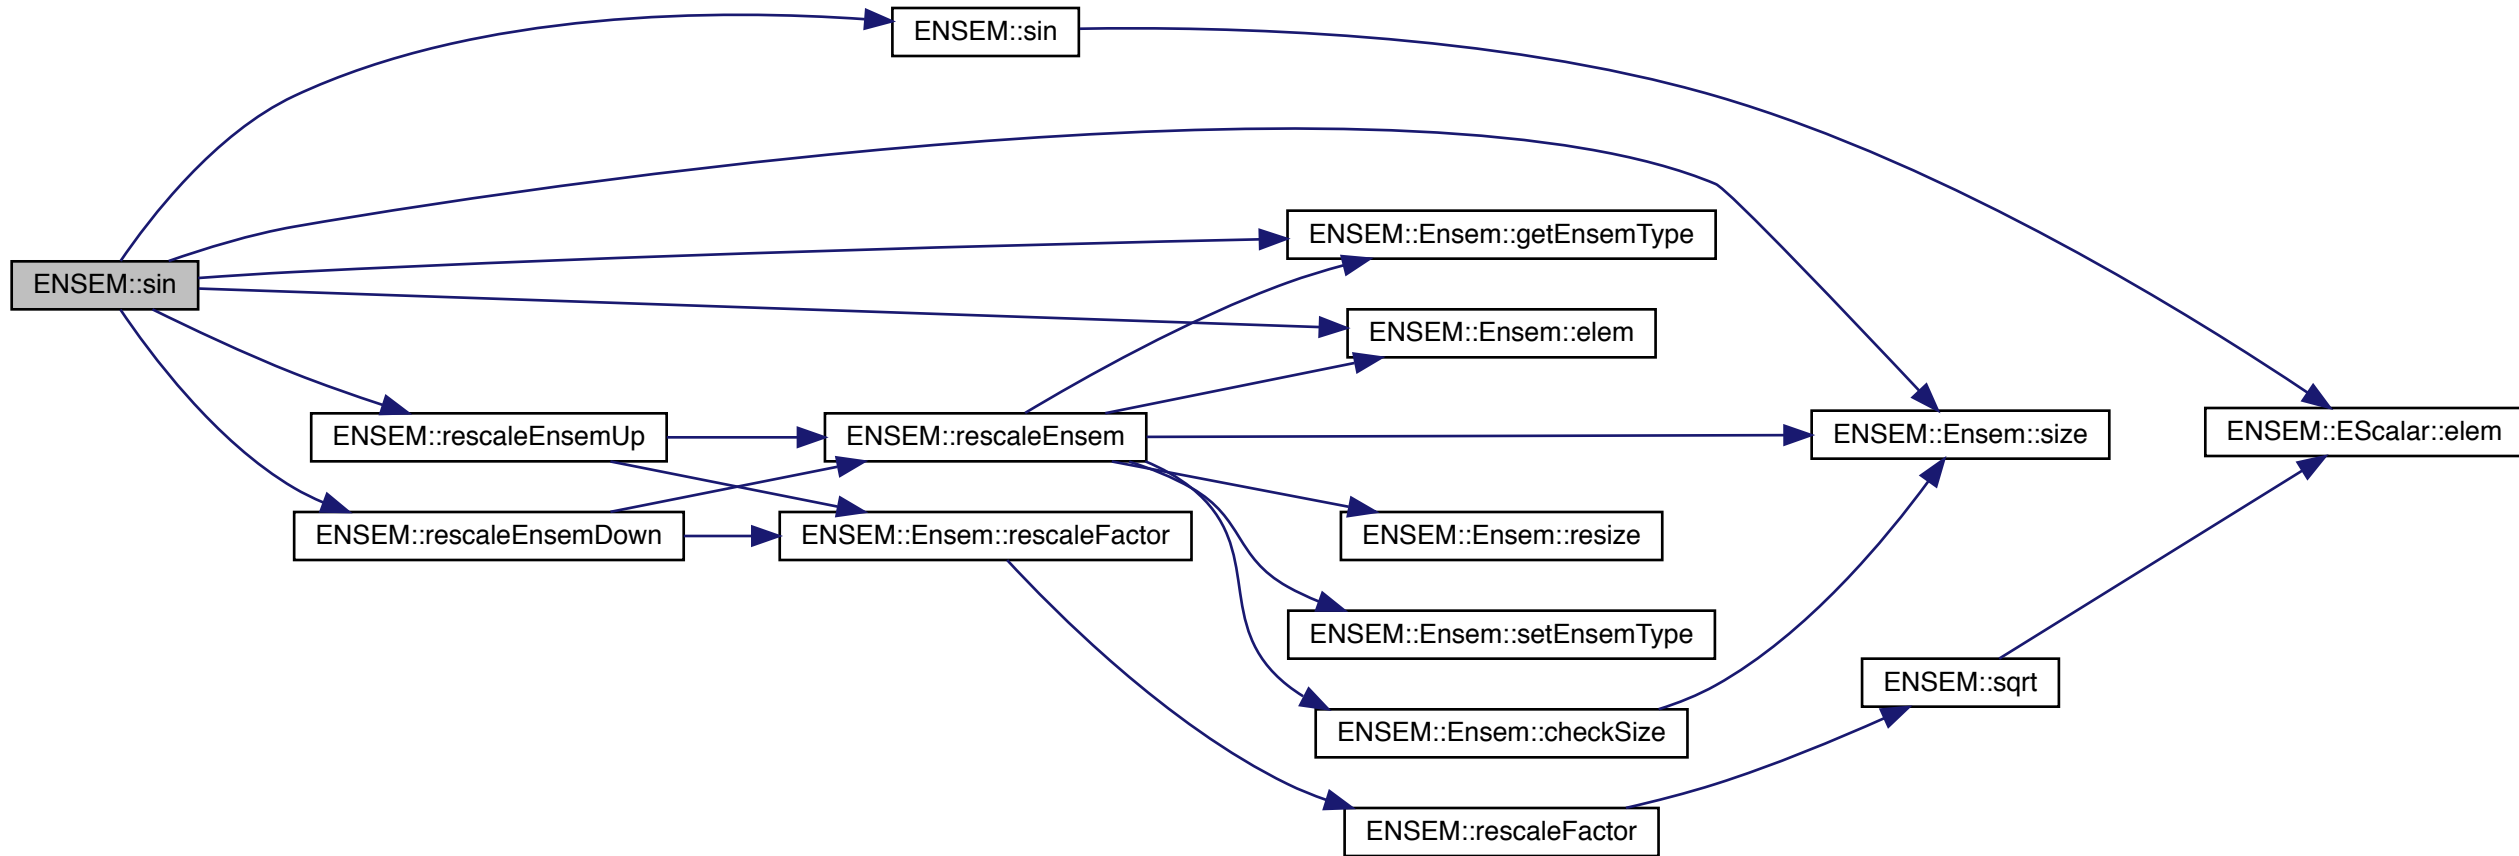 ENSEM::sin
ENSEM::sin
ENSEM::Ensem::getEnsemType
ENSEM::Ensem::elem
ENSEM::rescaleEnsemUp
ENSEM::rescaleEnsem
ENSEM::Ensem::size
ENSEM::EScalar::elem
ENSEM::rescaleEnsemDown
ENSEM::Ensem::rescaleFactor
ENSEM::Ensem::resize
ENSEM::Ensem::setEnsemType
ENSEM::sqrt
ENSEM::Ensem::checkSize
ENSEM::rescaleFactor